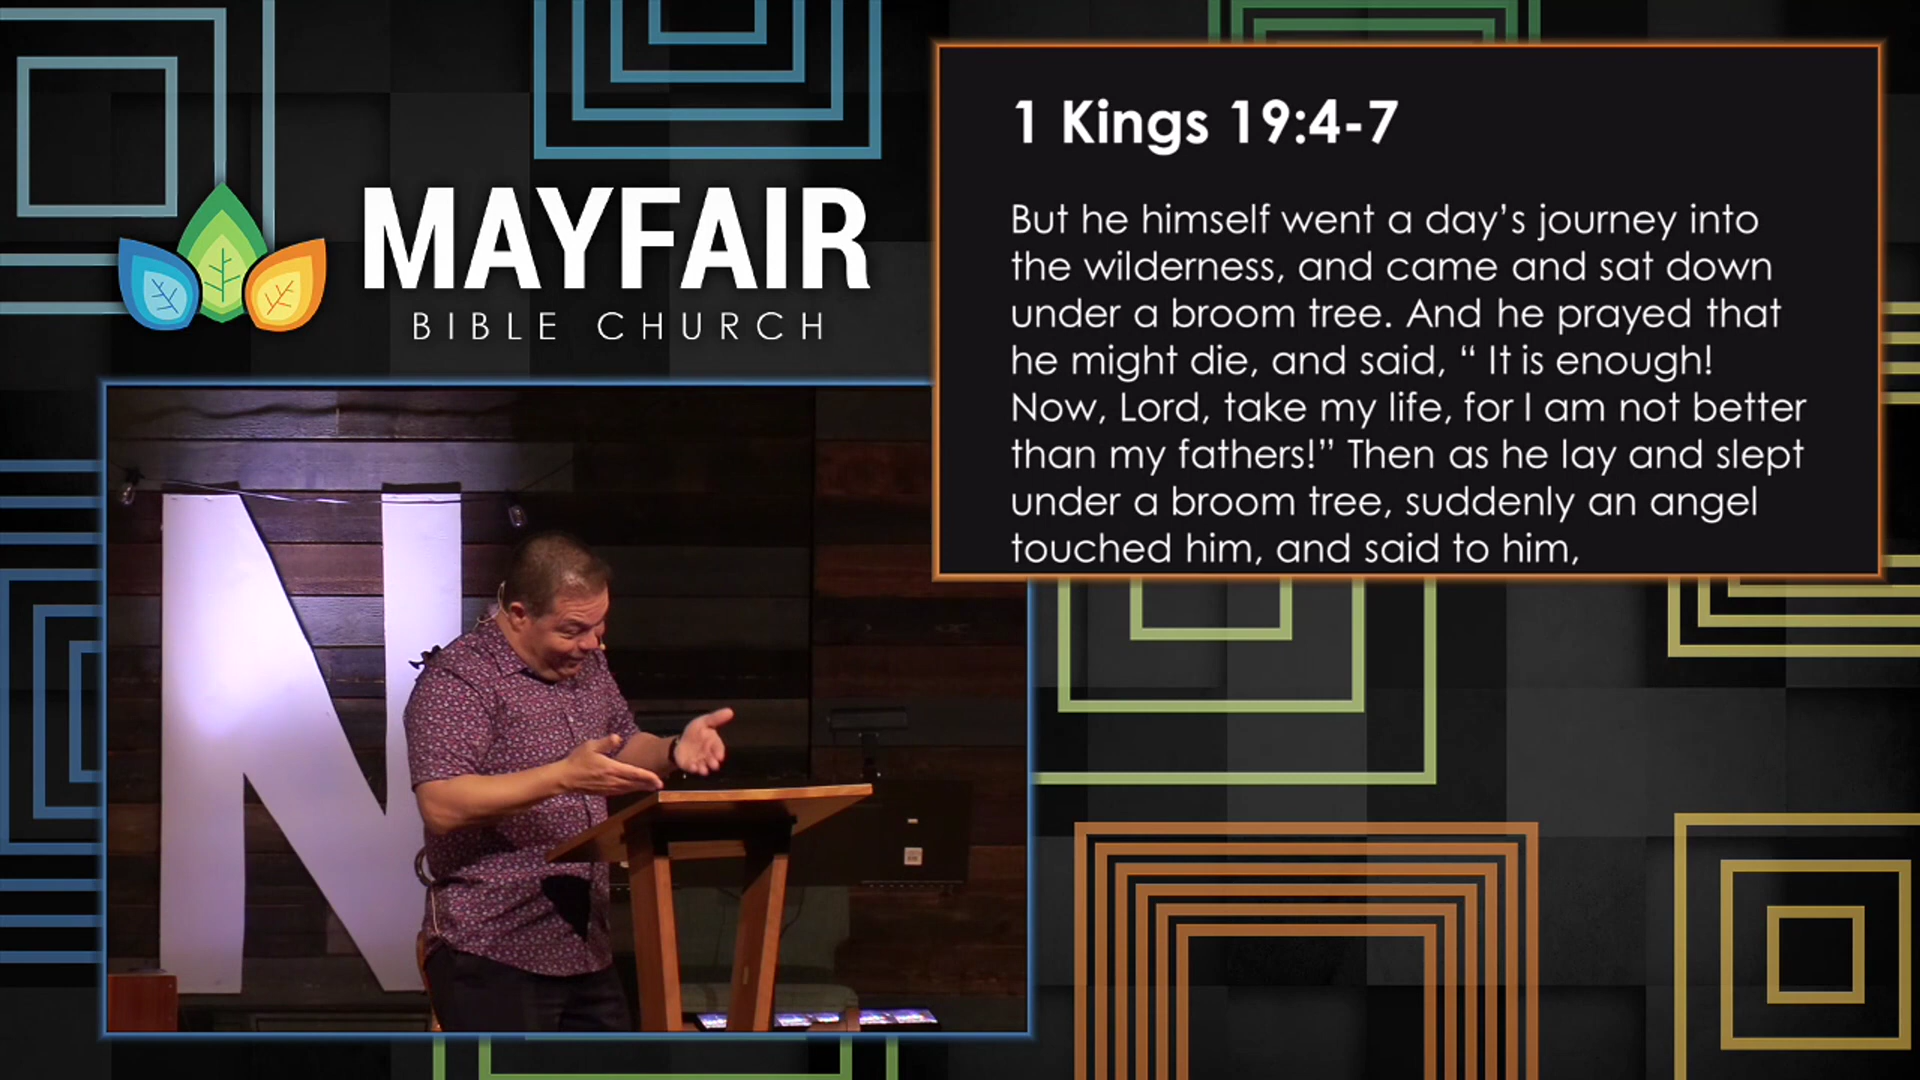 MAYFAIR
BIBLE CHURCH
1 Kings 19:4-7
But he himself went a day’s journey into
the wilderness, and came and sat down
under a broom tree. And he prayed that
he might die, and said, “ It is enough!
Now, Lord, take my life, for I am not better
than my fathers!” Then as he lay and slept
under a broom tree, suddenly an angel
touched him, and said to him,
N